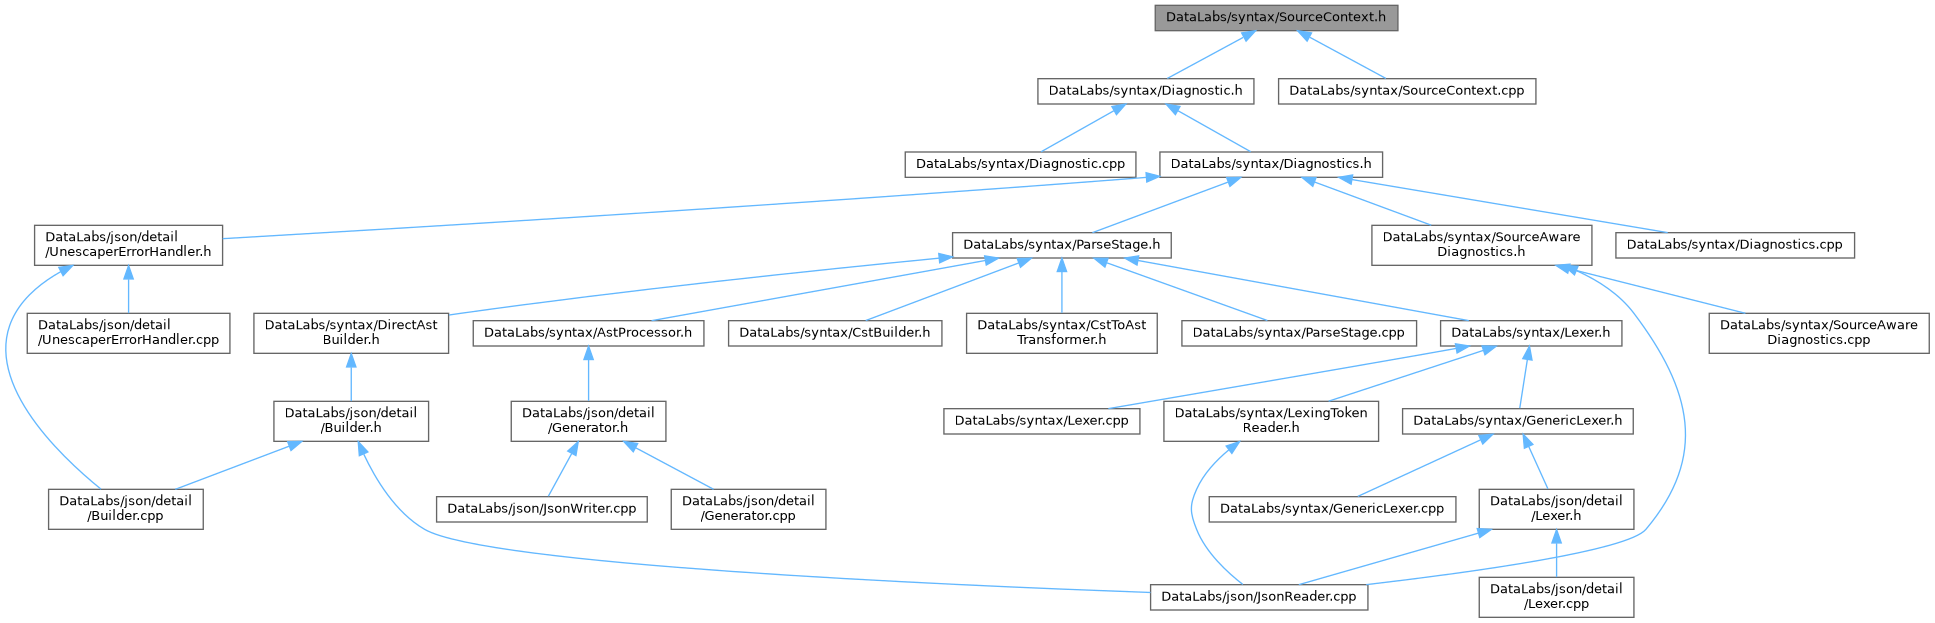 DataLabs/syntax/SourceContext.h
DataLabs/syntax/Diagnostic.h
DataLabs/syntax/SourceContext.cpp
DataLabs/syntax/Diagnostic.cpp
DataLabs/syntax/Diagnostics.h
DataLabs/json/detail
/UnescaperErrorHandler.h
DataLabs/syntax/ParseStage.h
DataLabs/syntax/SourceAware
Diagnostics.h
DataLabs/syntax/Diagnostics.cpp
DataLabs/json/detail
/UnescaperErrorHandler.cpp
DataLabs/syntax/DirectAst
Builder.h
DataLabs/syntax/AstProcessor.h
DataLabs/syntax/CstBuilder.h
DataLabs/syntax/CstToAst
Transformer.h
DataLabs/syntax/ParseStage.cpp
DataLabs/syntax/Lexer.h
DataLabs/syntax/SourceAware
Diagnostics.cpp
DataLabs/json/detail
/Builder.h
DataLabs/json/detail
/Generator.h
DataLabs/syntax/Lexer.cpp
DataLabs/syntax/LexingToken
Reader.h
DataLabs/syntax/GenericLexer.h
DataLabs/json/detail
/Builder.cpp
DataLabs/json/JsonWriter.cpp
DataLabs/json/detail
/Generator.cpp
DataLabs/syntax/GenericLexer.cpp
DataLabs/json/detail
/Lexer.h
DataLabs/json/JsonReader.cpp
DataLabs/json/detail
/Lexer.cpp